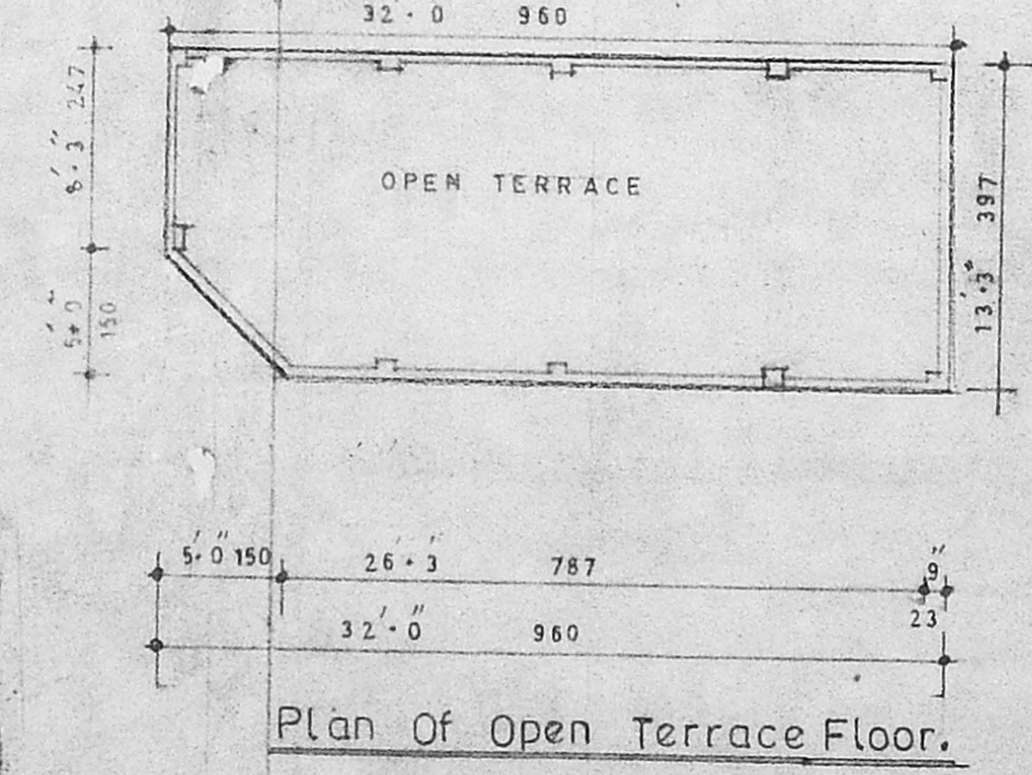 32'·0 960
8'·3" 247
OPEN TERRACE
397
13'·3"
5'·0"
150
5'·0" 150 26'·3" 787 9"
23
32'·0" 960
Plan Of Open Terrace Floor.